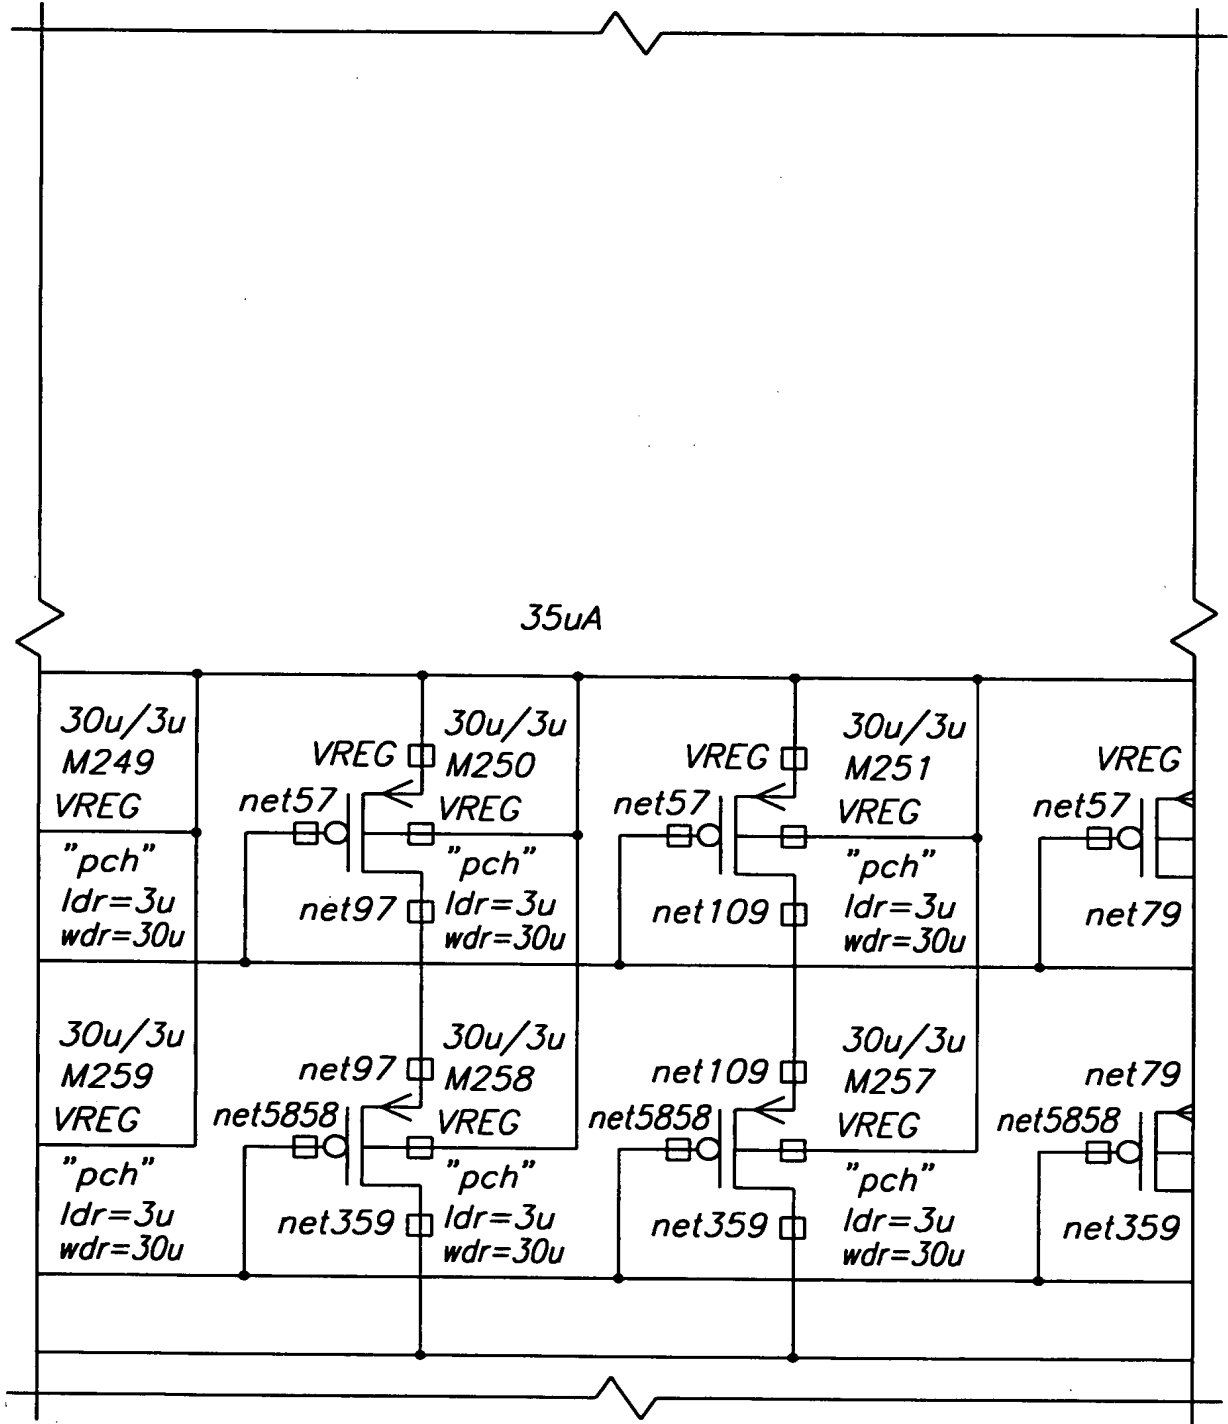 35uA
30u/3u
M249
VREG
"pch"
ldr=3u
wdr=30u
VREG
net57
net97
30u/3u
M250
VREG
"pch"
ldr=3u
wdr=30u
VREG
net57
net109
30u/3u
M251
VREG
"pch"
ldr=3u
wdr=30u
VREG
net57
net79
30u/3u
M259
VREG
"pch"
ldr=3u
wdr=30u
net97
net5858
net359
30u/3u
M258
VREG
"pch"
ldr=3u
wdr=30u
net109
net5858
net359
30u/3u
M257
VREG
"pch"
ldr=3u
wdr=30u
net79
net5858
net359